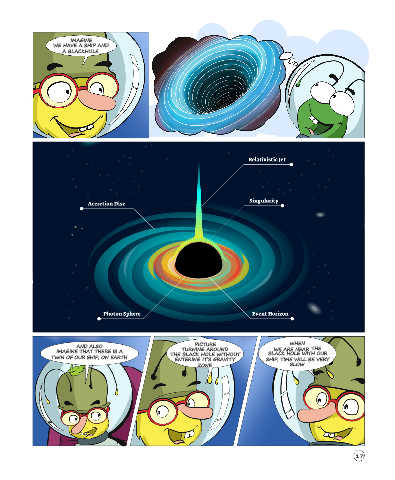 IMAGINE
WE HAVE A SHIP AND
A BLACKHOLE
Relativistic Jet
Singularity
Accretion Disc
Photon Sphere
Event Horizon
AND ALSO
IMAGINE THAT THERE IS A
TWIN OF OUR SHIP, ON EARTH
PICTURE
TURNING AROUND
THE BLACK HOLE WITHOUT
ENTERING IT'S GRAVITY
ZONE
WHEN
WE ARE NEAR THE
BLACK HOLE WITH OUR
SHIP, TIME WILL BE VERY
SLOW